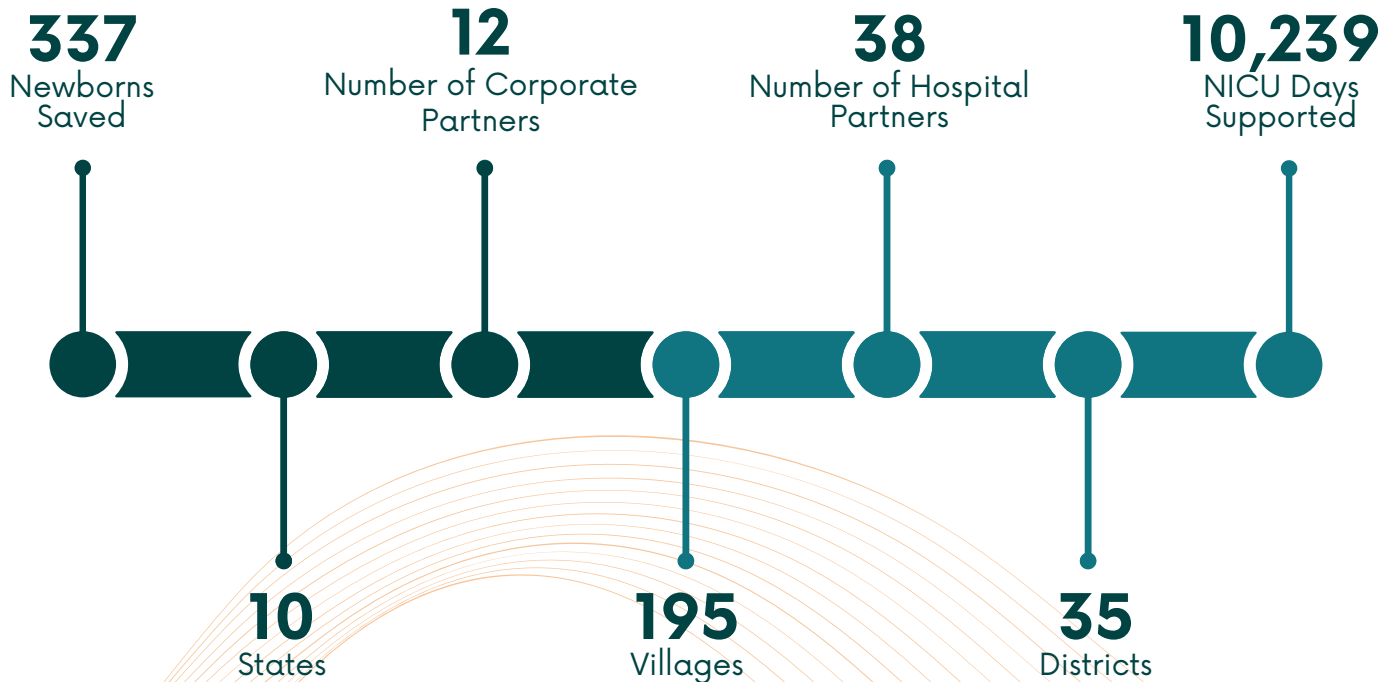 337
Newborns
Saved
12
Number of Corporate
Partners
38
Number of Hospital
Partners
10,239
NICU Days
Supported
10
States
195
Villages
35
Districts